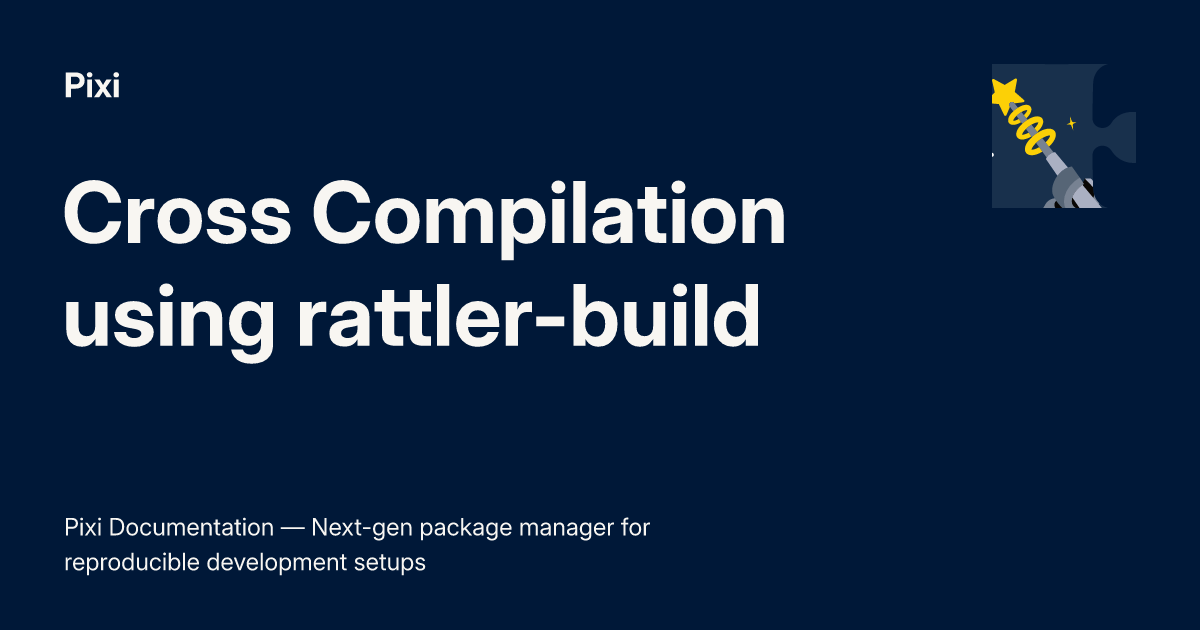 Pixi
Cross Compilation
using rattler-build
Pixi Documentation — Next-gen package manager for
reproducible development setups